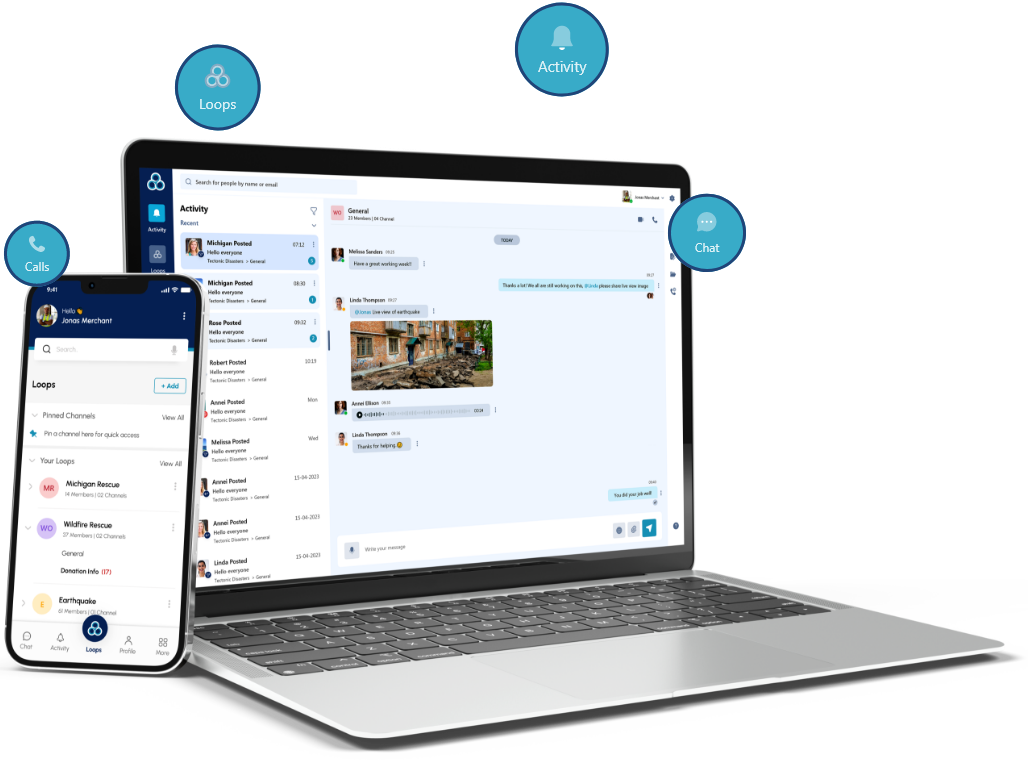 Activity
Loops
Calls
Chat
Search for people by name or email
Jonas Merchant
Activity
Loops
Activity
Recent
Michigan Posted 07:12
Hello everyone
Tectonic Disasters > General
Michigan Posted 08:30
Hello everyone
Tectonic Disasters > General
Rose Posted 09:32
Hello everyone
Tectonic Disasters > General
Robert Posted 10:19
Hello everyone
Tectonic Disasters > General
Annei Posted Mon
Hello everyone
Tectonic Disasters > General
Melissa Posted Wed
Hello everyone
Tectonic Disasters > General
Annei Posted 15-04-2023
Hello everyone
Tectonic Disasters > General
Annei Posted 15-04-2023
Hello everyone
Tectonic Disasters > General
Linda Posted 15-04-2023
Hello everyone
Tectonic Disasters > General
WO General
23 Members | 04 Channel
TODAY
Melissa Sanders
Have a great working week!!
Thanks a lot! We all are still working on this, @linda please share live new image
Linda Thompson 09:27
@Jonas Live view of earthquake
Annei Ellison
00:24
Linda Thompson
Thanks for helping
You did your job well!
Write your message
9:41
Hello
Jonas Merchant
Search
Loops
+ Add
Pinned Channels View All
Pin a channel here for quick access
Your Loops View All
MR Michigan Rescue
14 Members | 02 Channels
WO Wildfire Rescue
37 Members | 02 Channels
General
Donation Info (17)
E Earthquake
61 Members | 01 Channel
Chat Activity Loops Profile More